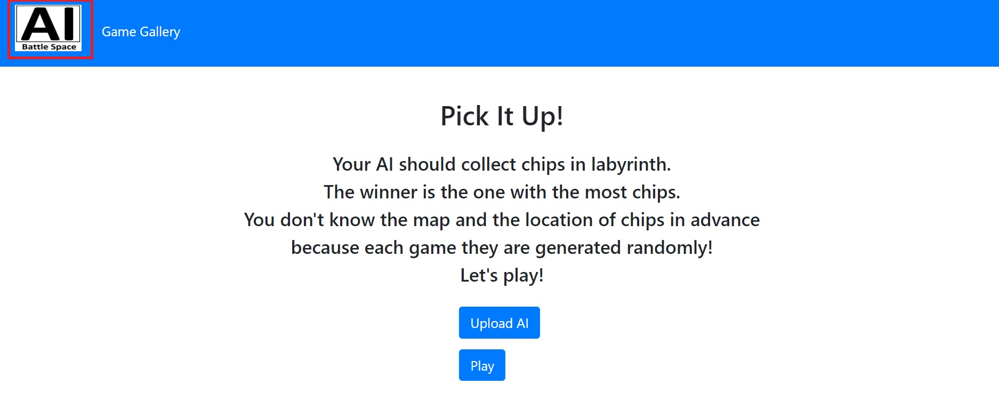 AI
Battle Space
Game Gallery
Pick It Up!
Your AI should collect chips in labyrinth.
The winner is the one with the most chips.
You don't know the map and the location of chips in advance
because each game they are generated randomly!
Let's play!
Upload AI
Play